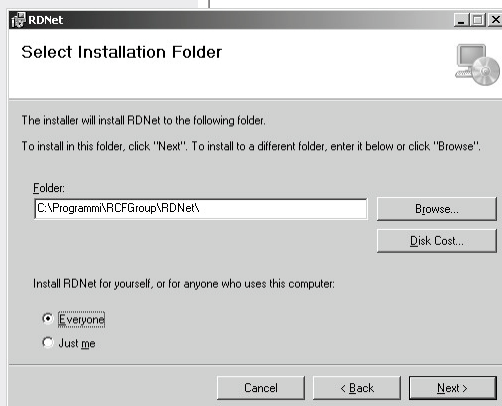 RDNet
Select Installation Folder
The installer will install RDNet to the following folder.
To install in this folder, click "Next". To install to a different folder, enter it below or click "Browse".
Folder:
C:\Programmi\RCFGroup\RDNet\
Browse...
Disk Cost...
Install RDNet for yourself, or for anyone who uses this computer:
Everyone
Just me
Cancel
< Back
Next >